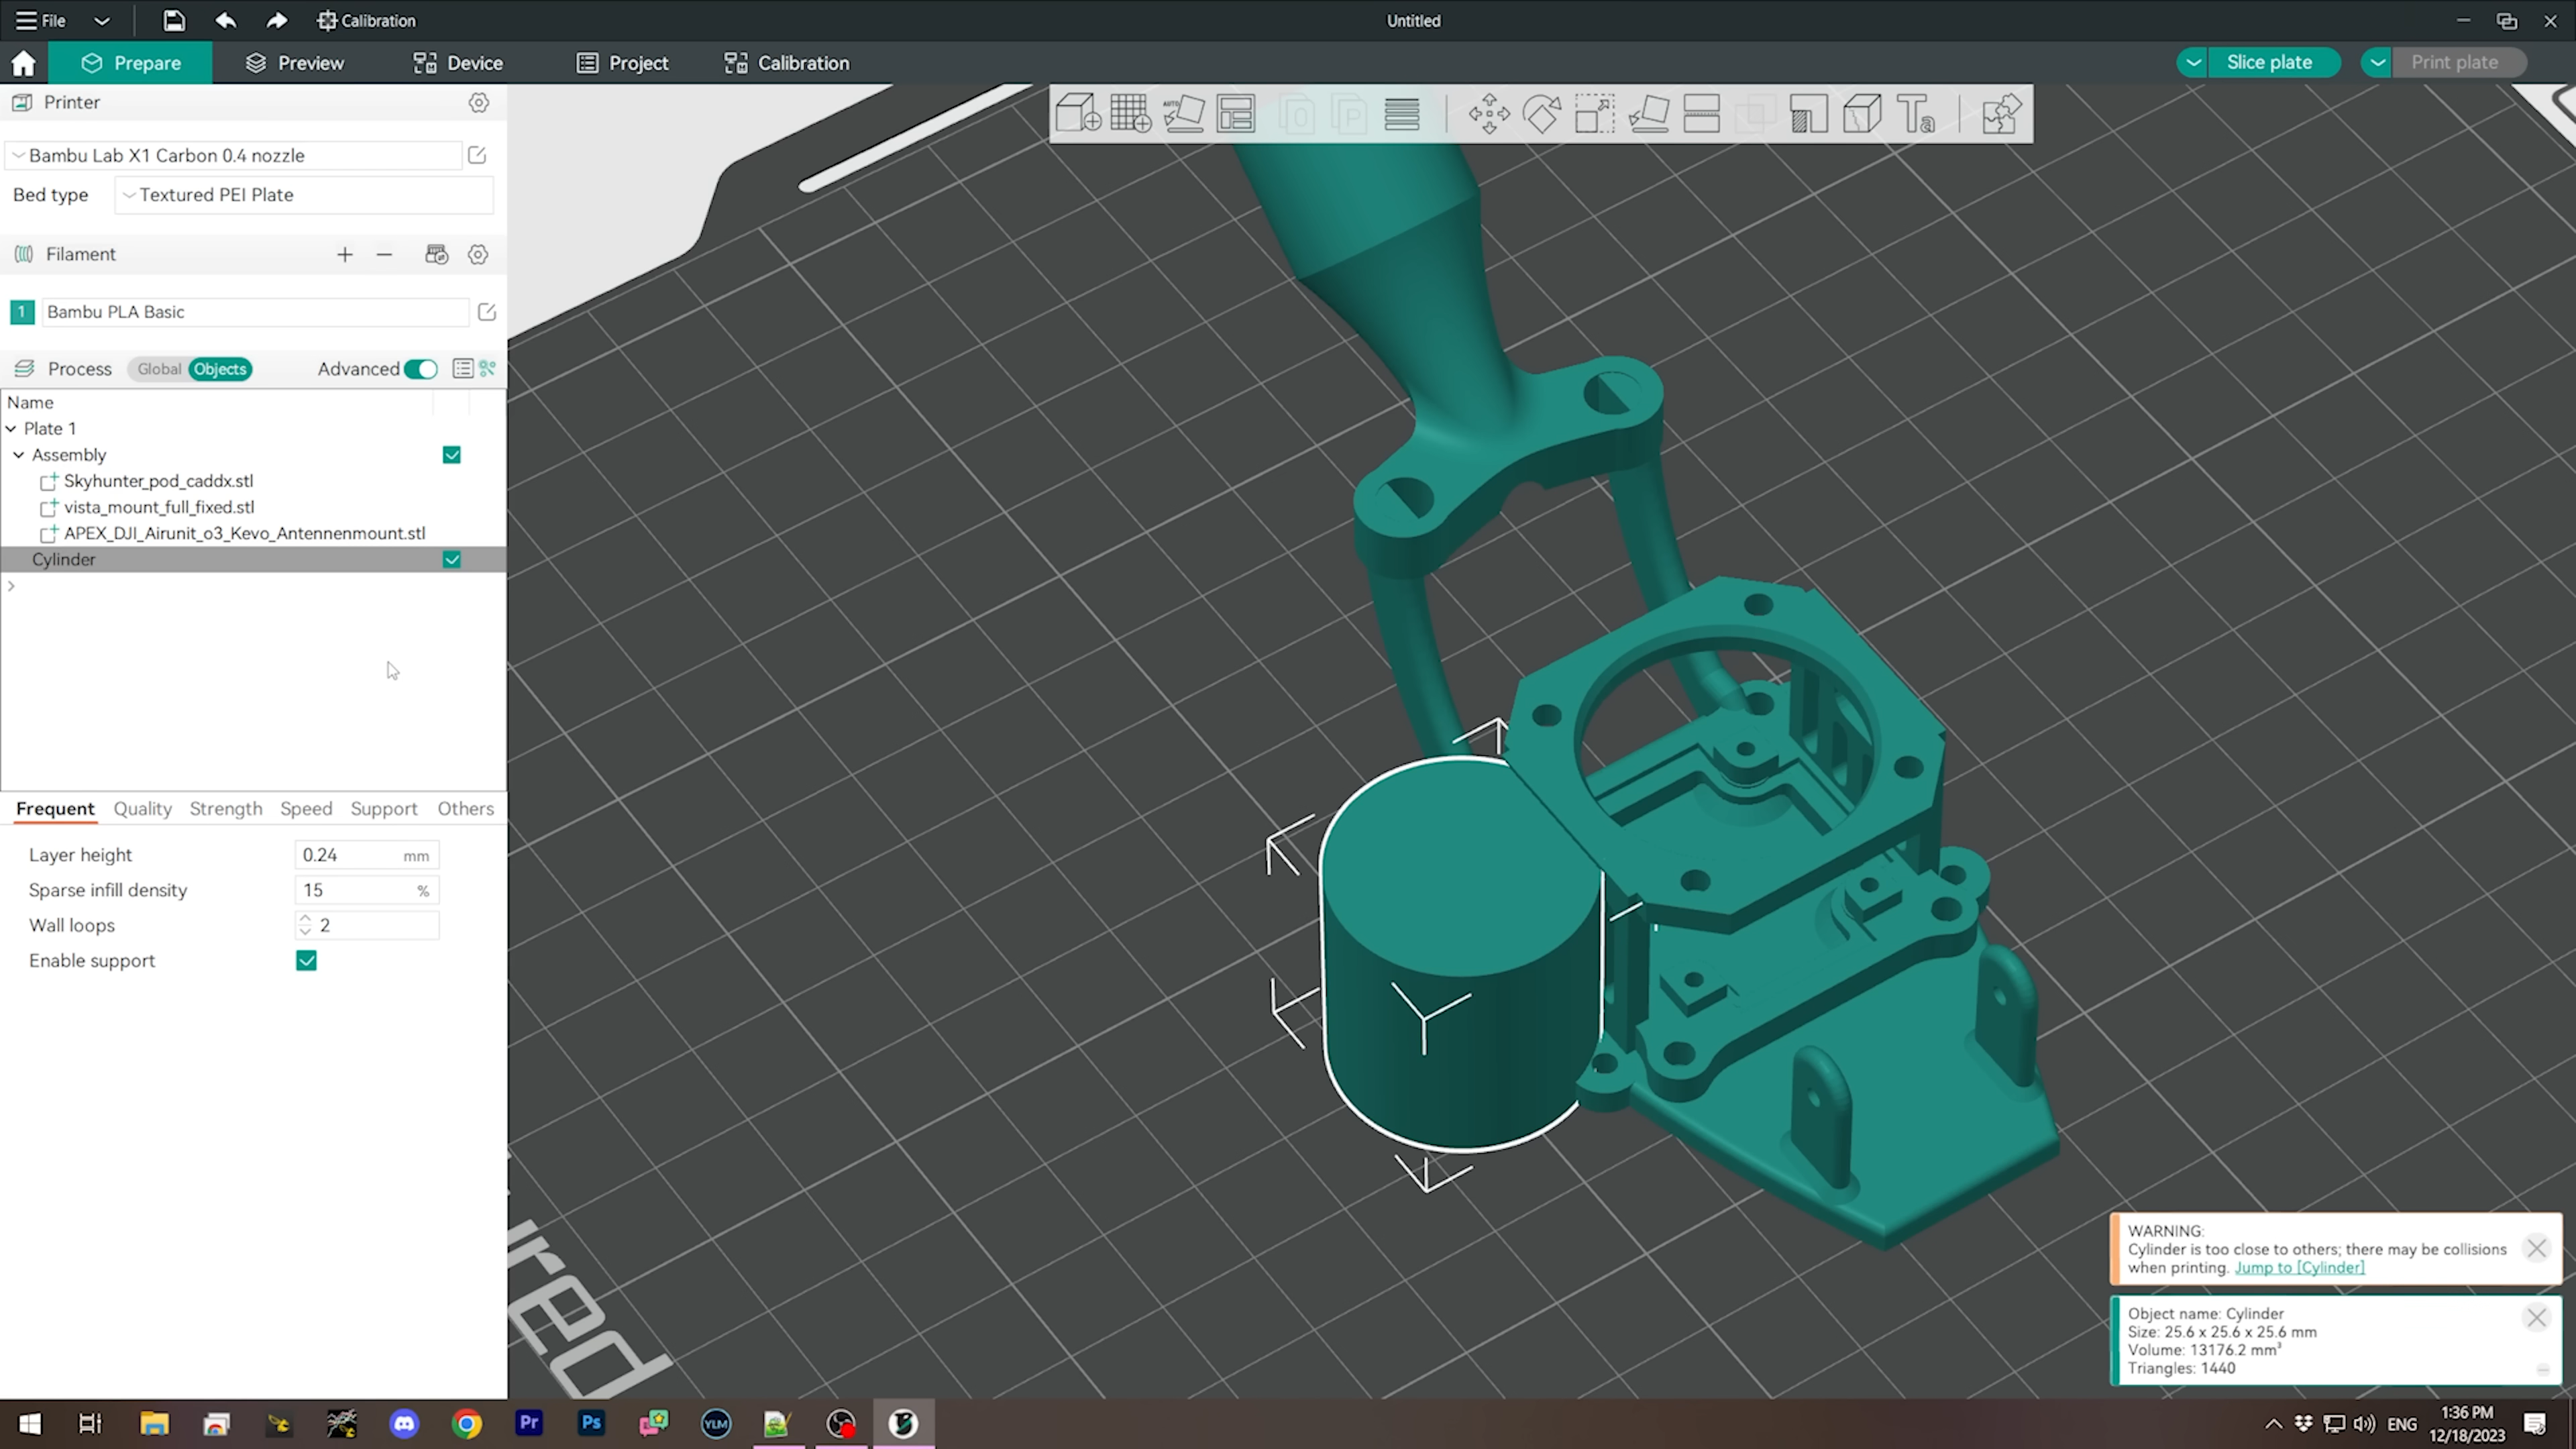 File
Calibration
Untitled
Prepare
Preview
Device
Project
Calibration
Slice plate
Print plate
Printer
Bambu Lab X1 Carbon 0.4 nozzle
Bed type
Textured PEI Plate
Filament
1
Bambu PLA Basic
Process
Global
Objects
Advanced
Name
Plate 1
Assembly
Skyhunter_pod_caddx.stl
vista_mount_full_fixed.stl
APEX_DJI_Airunit_o3_Kevo_Antennenmount.stl
Cylinder
Frequent
Quality
Strength
Speed
Support
Others
Layer height
0.24
mm
Sparse infill density
15
%
Wall loops
2
Enable support
AUTO
Ta
WARNING:
Cylinder is too close to others; there may be collisions
when printing. Jump to [Cylinder]
Object name: Cylinder
Size: 25.6 x 25.6 x 25.6 mm
Volume: 13176.2 mm³
Triangles: 1440
Pr
Ps
YLM
ENG
1:36 PM
12/18/2023